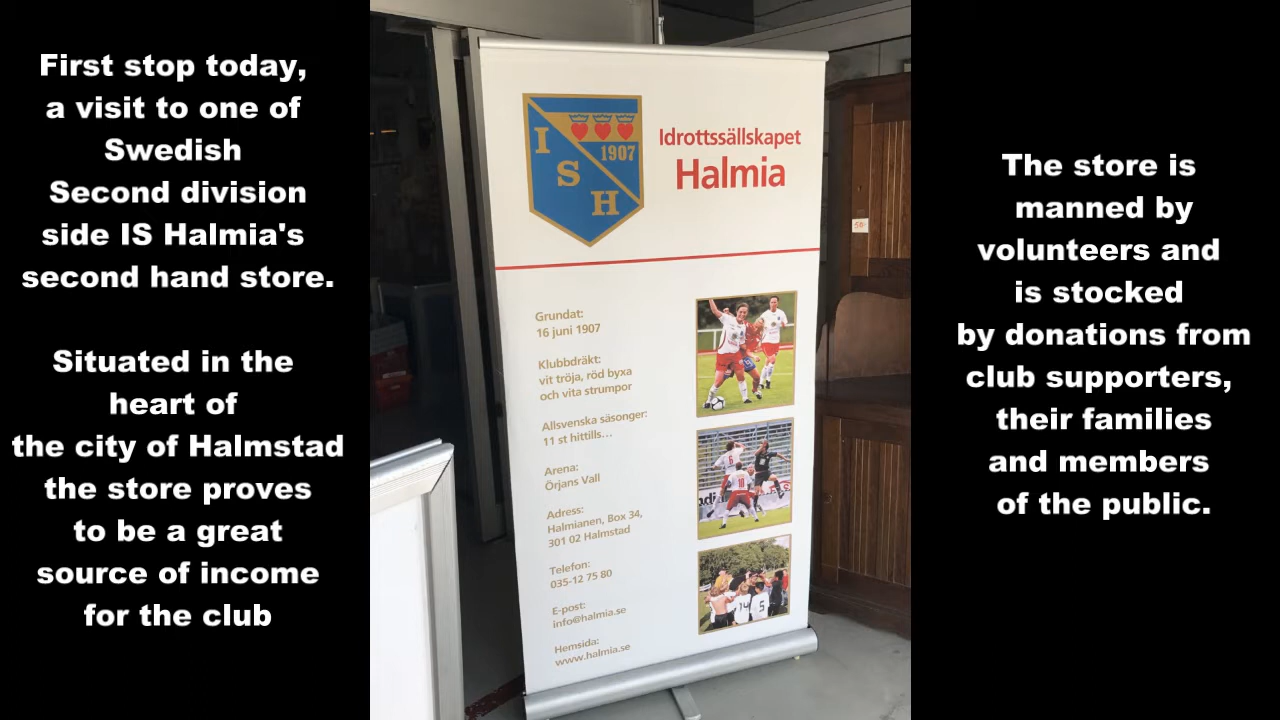 First stop today,
a visit to one of
Swedish
Second division
side IS Halmia's
second hand store.
Situated in the
heart of
the city of Halmstad
the store proves
to be a great
source of income
for the club
I
1907
S
H
Idrottssällskapet
Halmia
Grundat:
16 juni 1907
Klubbdräkt:
vit tröja, röd byxa
och vita strumpor
Allsvenska säsonger:
11 st hittills...
Arena:
Örjans Vall
Adress:
Halmianen, Box 34,
301 02 Halmstad
Telefon:
035-12 75 80
E-post:
info@halmia.se
Hemsida:
www.halmia.se
6
10
14
5
The store is
manned by
volunteers and
is stocked
by donations from
club supporters,
their families
and members
of the public.